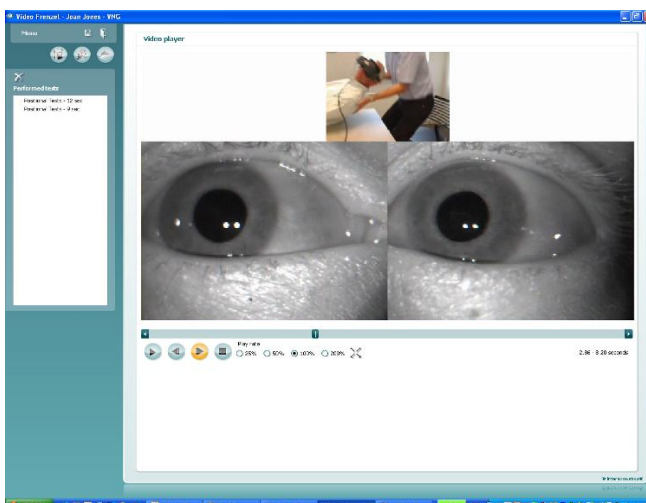 Video Frenzel - Joan Jones - VNG
Menu
Video player
Performed tests
Positional Tests - 12 sec
Positional Tests - 9 sec
Play rate
25% 50% 100% 200%
2.86 - 8.28 seconds